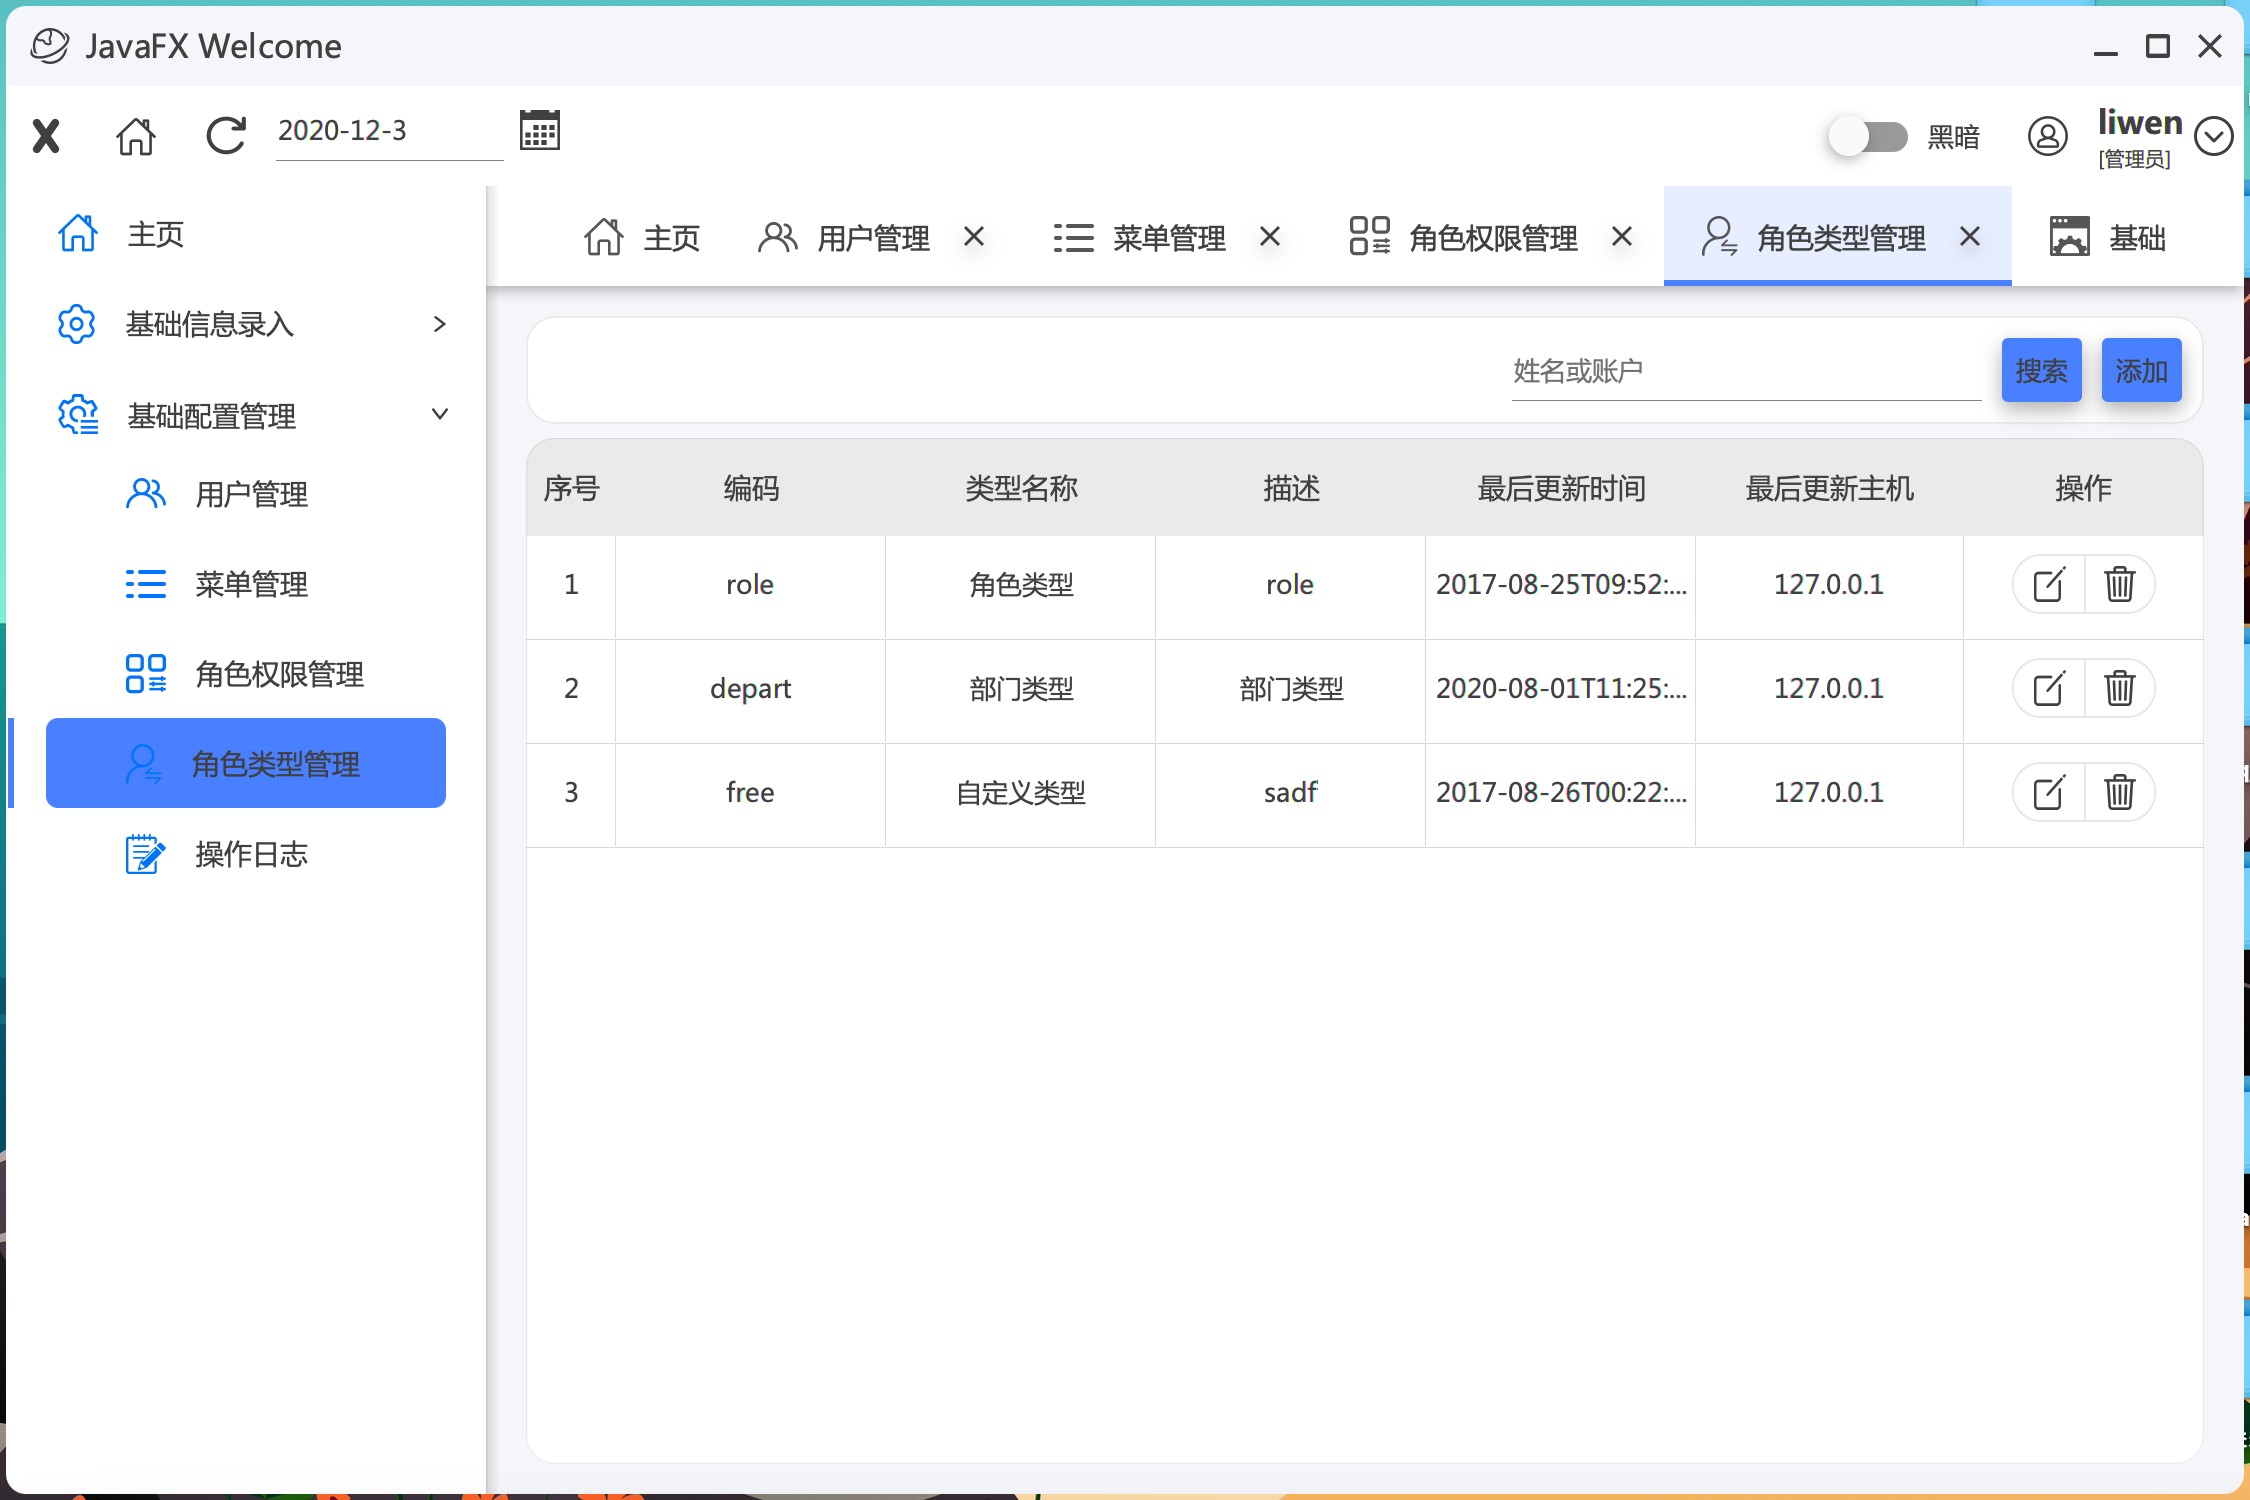 JavaFX Welcome
2020-12-3
黑暗
liwen
[管理员]
主页
基础信息录入
基础配置管理
用户管理
菜单管理
角色权限管理
角色类型管理
操作日志
主页 用户管理 菜单管理 角色权限管理 角色类型管理 基础
姓名或账户 搜索 添加
序号 编码 类型名称 描述 最后更新时间 最后更新主机 操作
1 role 角色类型 role 2017-08-25T09:52:... 127.0.0.1
2 depart 部门类型 部门类型 2020-08-01T11:25:... 127.0.0.1
3 free 自定义类型 sadf 2017-08-26T00:22:... 127.0.0.1